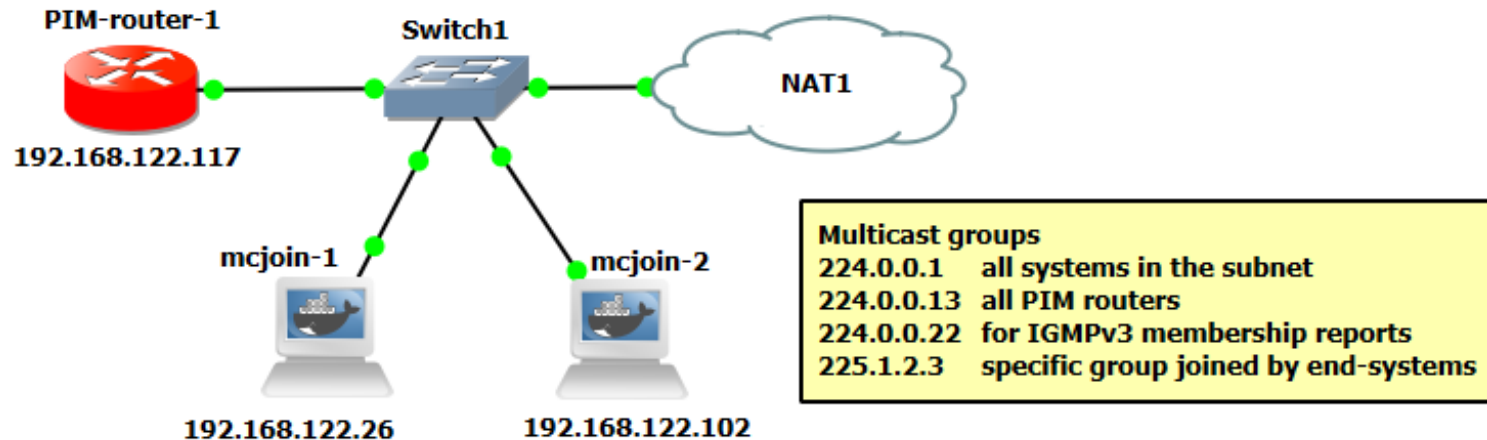 PIM-router-1
Switch1
NAT1
192.168.122.117
mcjoin-1
mcjoin-2
192.168.122.26
192.168.122.102
Multicast groups
224.0.0.1 all systems in the subnet
224.0.0.13 all PIM routers
224.0.0.22 for IGMPv3 membership reports
225.1.2.3 specific group joined by end-systems